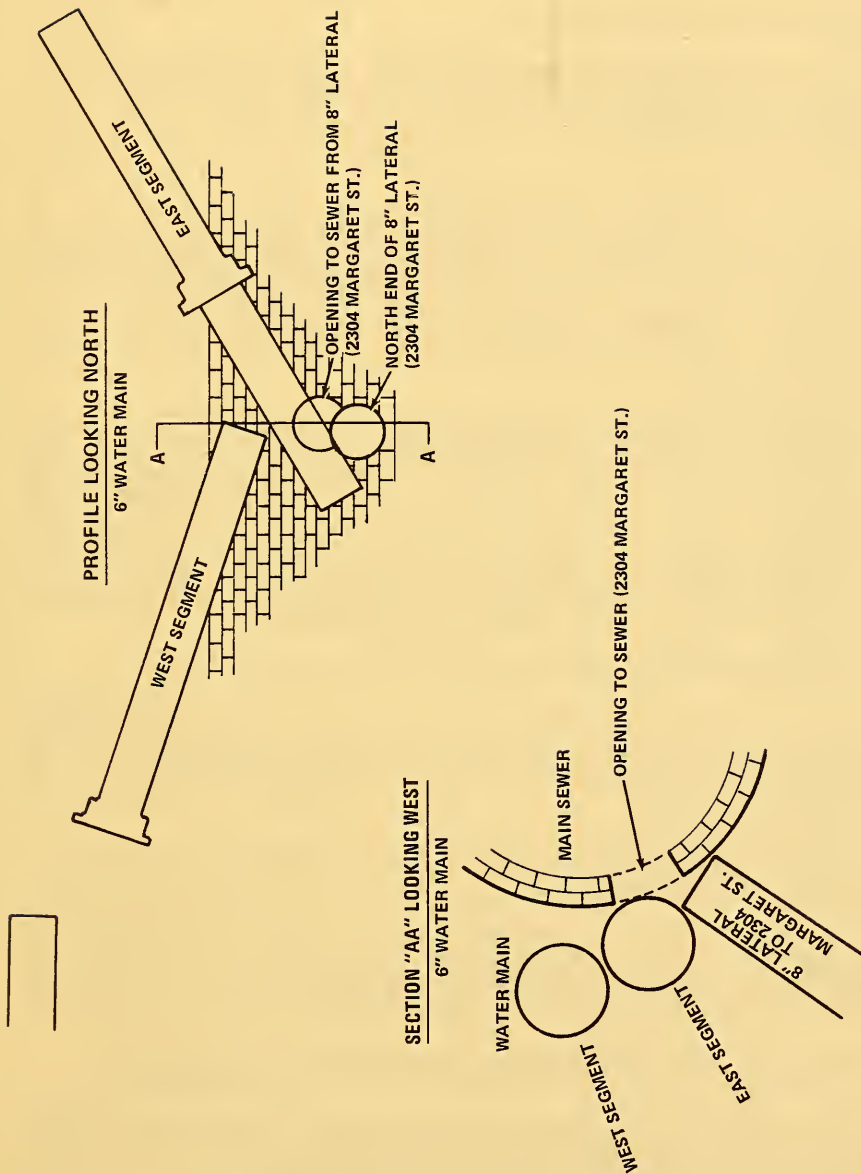 PROFILE LOOKING NORTH
6" WATER MAIN
EAST SEGMENT
WEST SEGMENT
A
A
OPENING TO SEWER FROM 8" LATERAL
(2304 MARGARET ST.)
NORTH END OF 8" LATERAL
(2304 MARGARET ST.)
SECTION "AA" LOOKING WEST
6" WATER MAIN
WATER MAIN
MAIN SEWER
OPENING TO SEWER (2304 MARGARET ST.)
WEST SEGMENT
EAST SEGMENT
8" LATERAL
TO 2304
MARGARET ST.